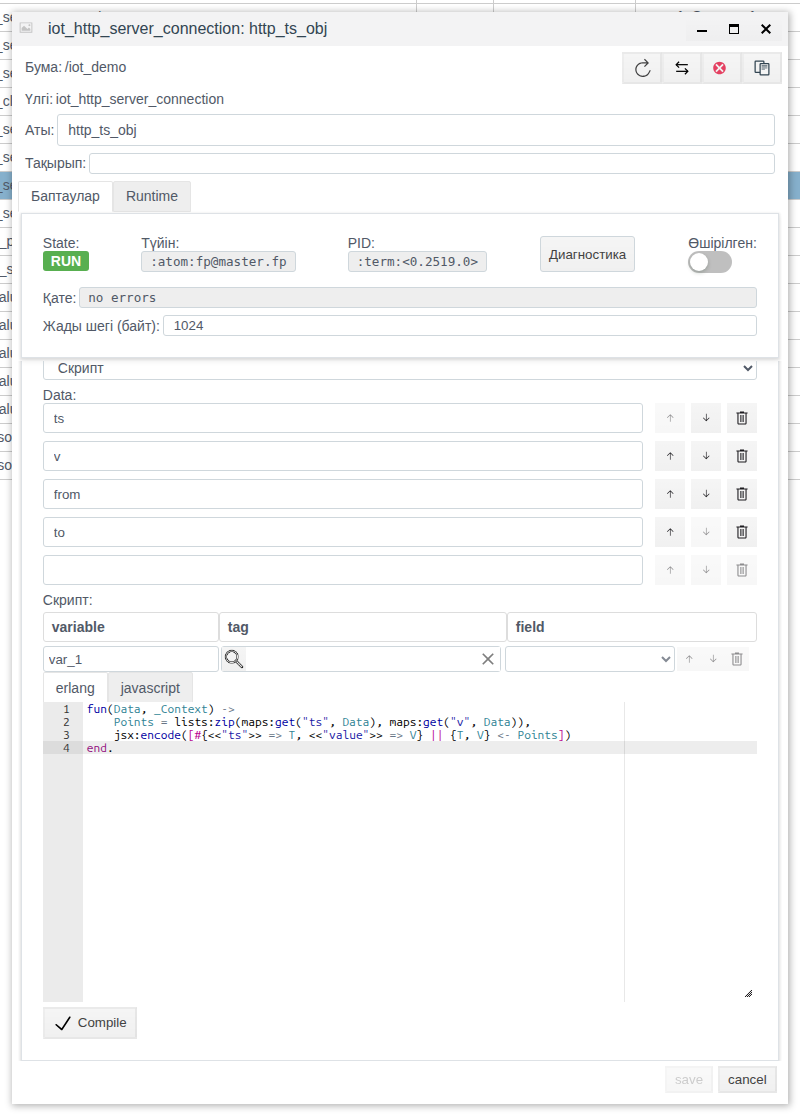 iot_http_server_connection: http_ts_obj
Бума: /iot_demo
Үлгі: iot_http_server_connection
Аты: http_ts_obj
Тақырып:
Баптаулар Runtime
State: Түйін: PID: Өшірілген:
RUN :atom:fp@master.fp :term:<0.2519.0> Диагностика
Қате: no errors
Жады шегі (байт): 1024
Скрипт
Data:
ts
v
from
to
Скрипт:
variable tag field
var_1
erlang javascript
1 fun(Data, _Context) ->
2 Points = lists:zip(maps:get("ts", Data), maps:get("v", Data)),
3 jsx:encode([#{<<"ts">> => T, <<"value">> => V} || {T, V} <- Points])
4 end.
Compile
save cancel